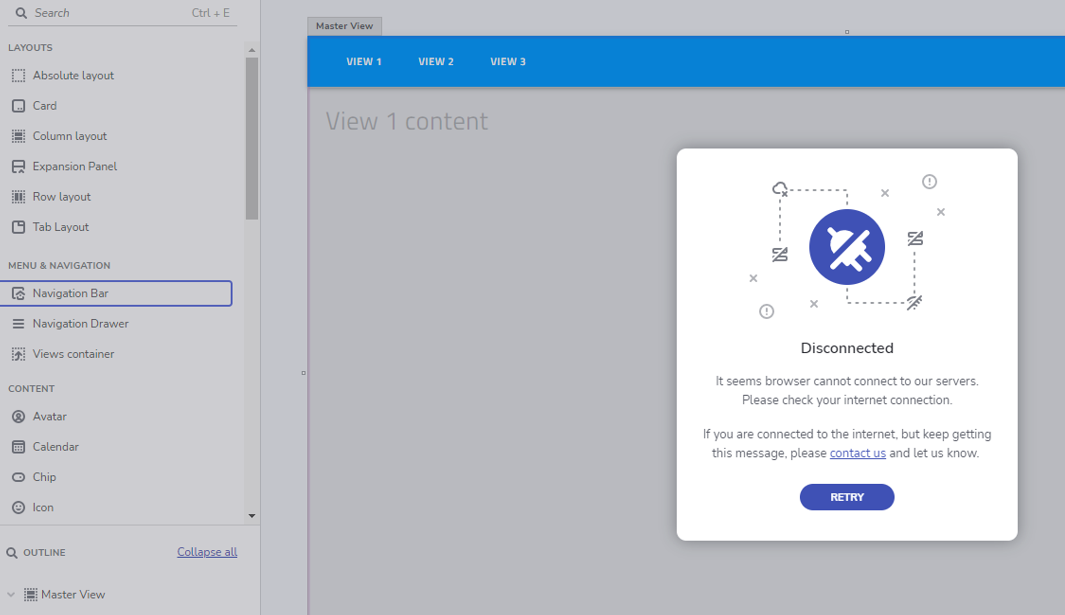 Search Ctrl + E
LAYOUTS
Absolute layout
Card
Column layout
Expansion Panel
Row layout
Tab Layout
MENU & NAVIGATION
Navigation Bar
Navigation Drawer
Views container
CONTENT
Avatar
Calendar
Chip
Icon
OUTLINE Collapse all
Master View
Master View
VIEW 1 VIEW 2 VIEW 3
View 1 content
Disconnected
It seems browser cannot connect to our servers.
Please check your internet connection.
If you are connected to the internet, but keep getting
this message, please contact us and let us know.
RETRY